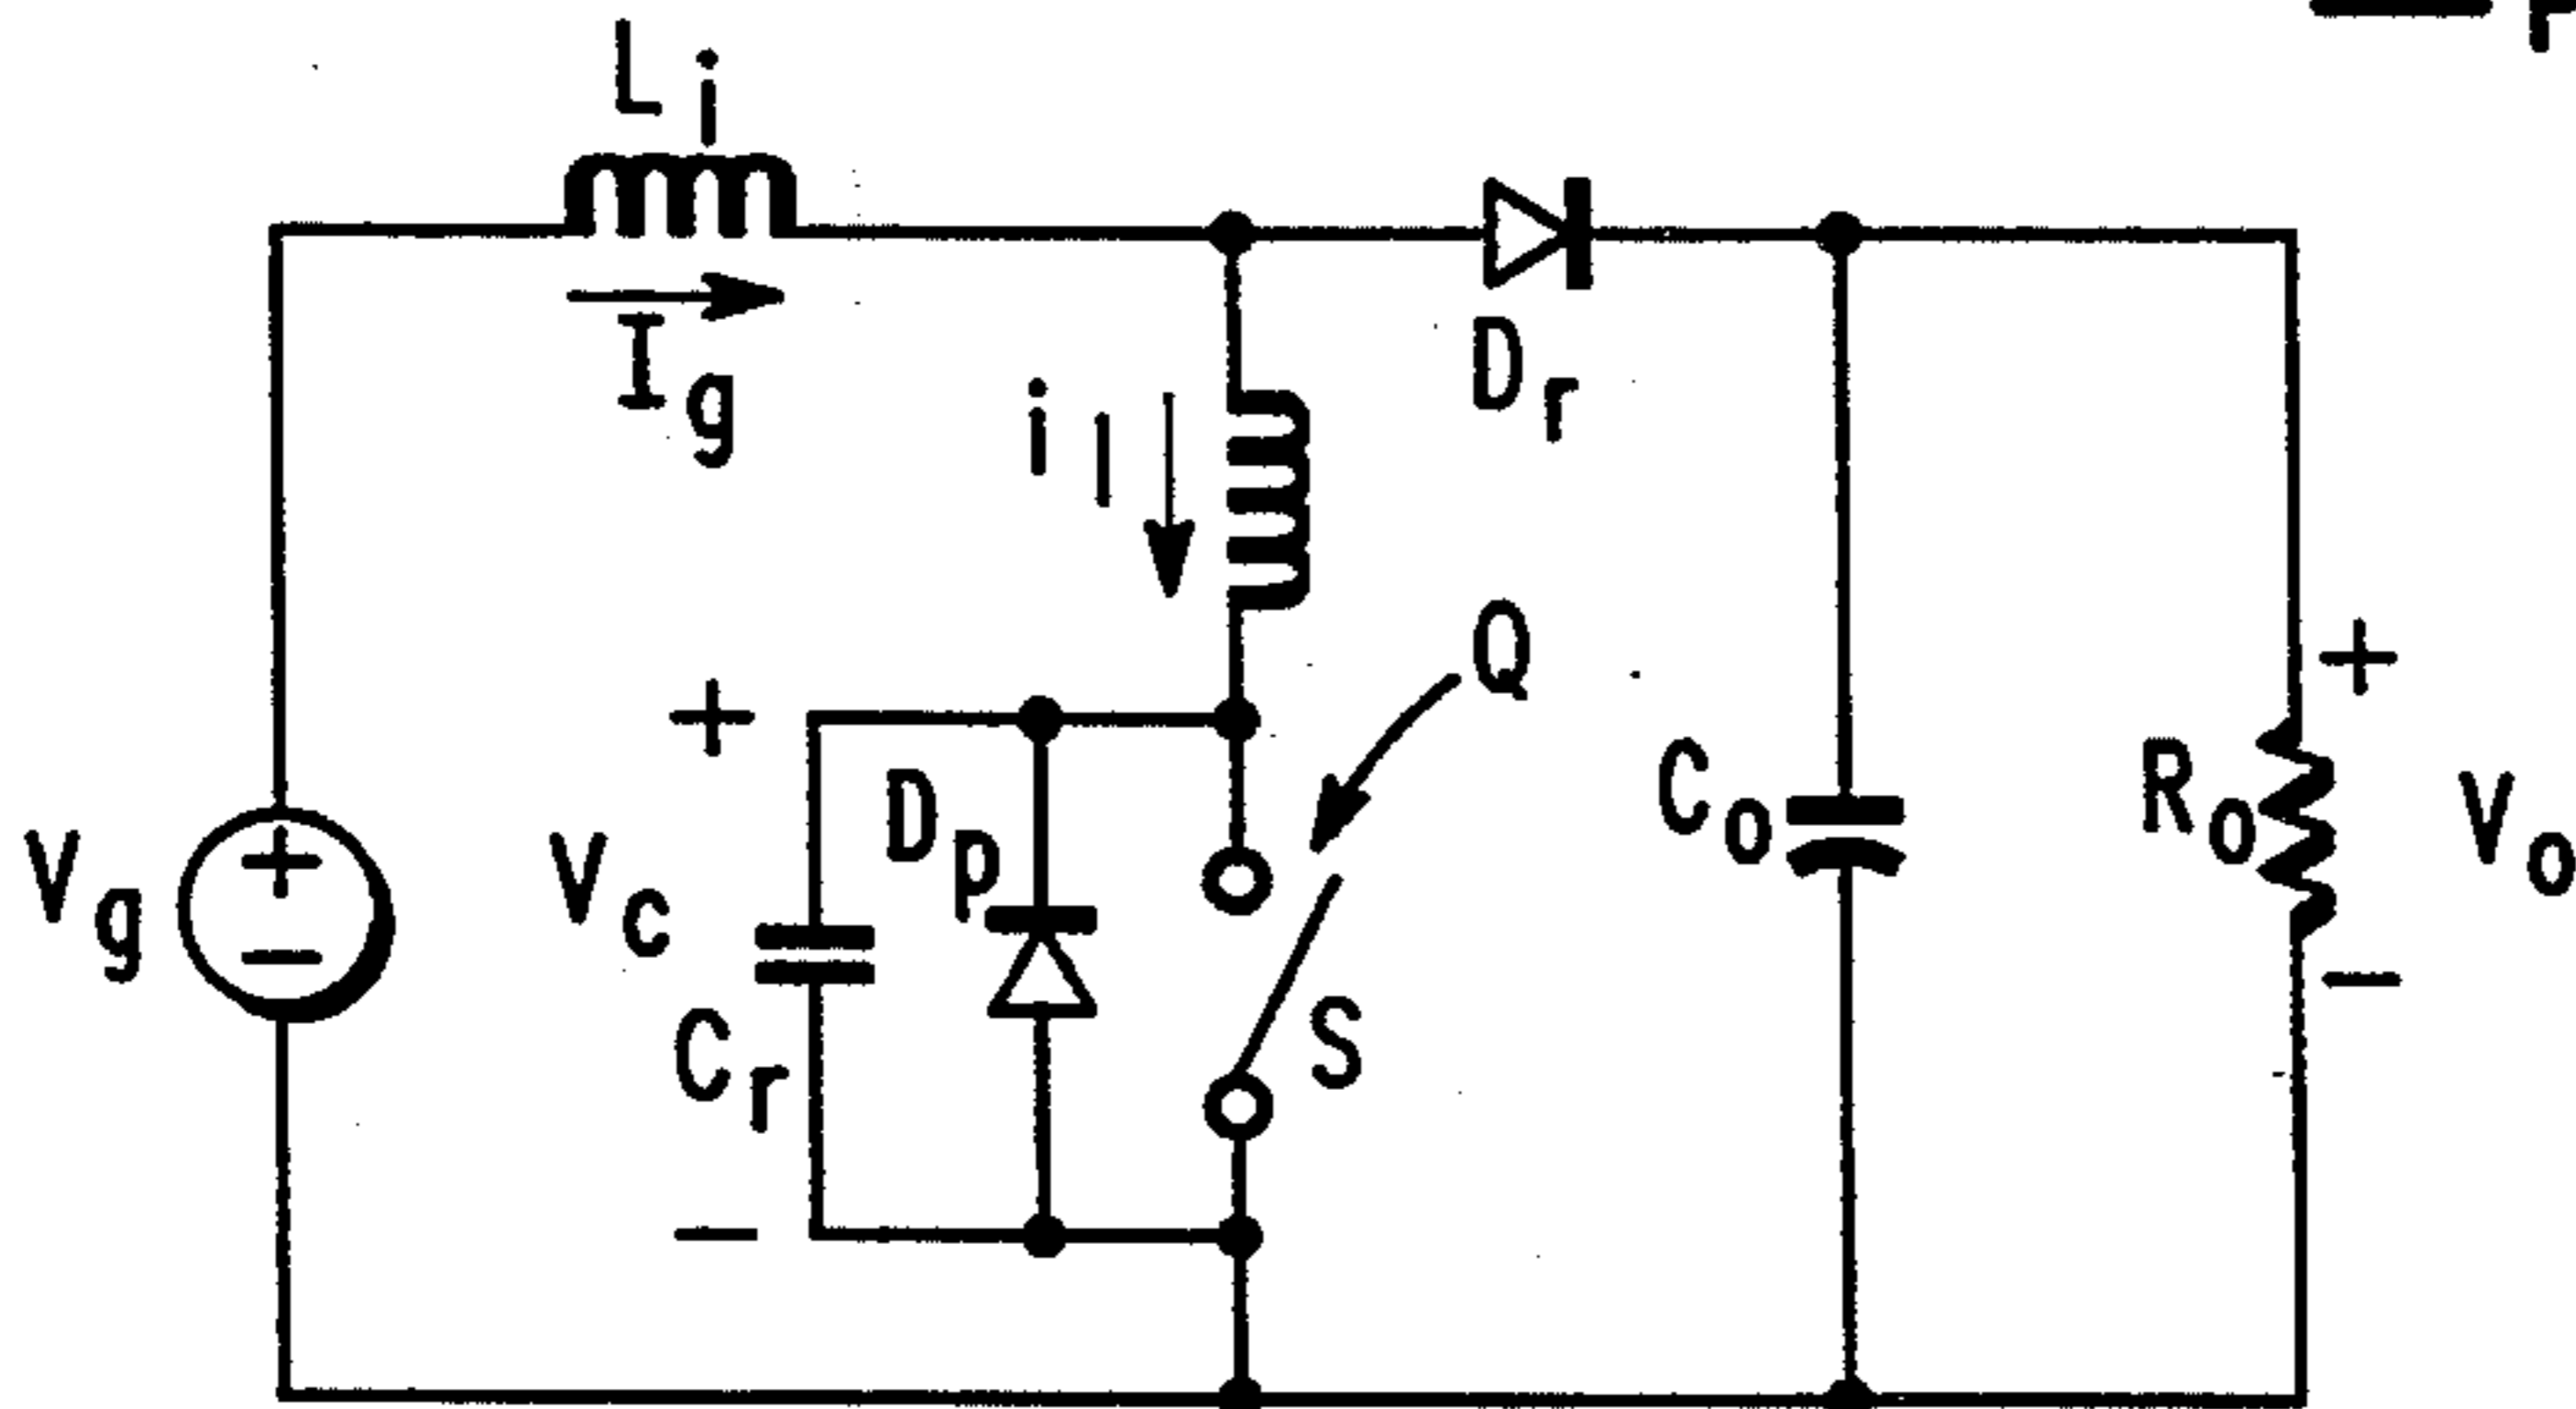 Li
Ig
il
Dr
Q
+
+
Vg
+
−
Vc
Dp
Cr
−
S
Co
Ro
Vo
−